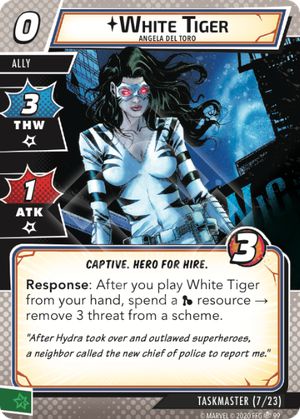 0
White Tiger
Angela Del Toro
ALLY
3
THW
1
ATK
3
CAPTIVE. HERO FOR HIRE.
Response: After you play White Tiger
from your hand, spend a resource →
remove 3 threat from a scheme.
"After Hydra took over and outlawed superheroes,
a neighbor called the new chief of police to report me."
TASKMASTER (7/23)
© MARVEL © 2020 FFG 99